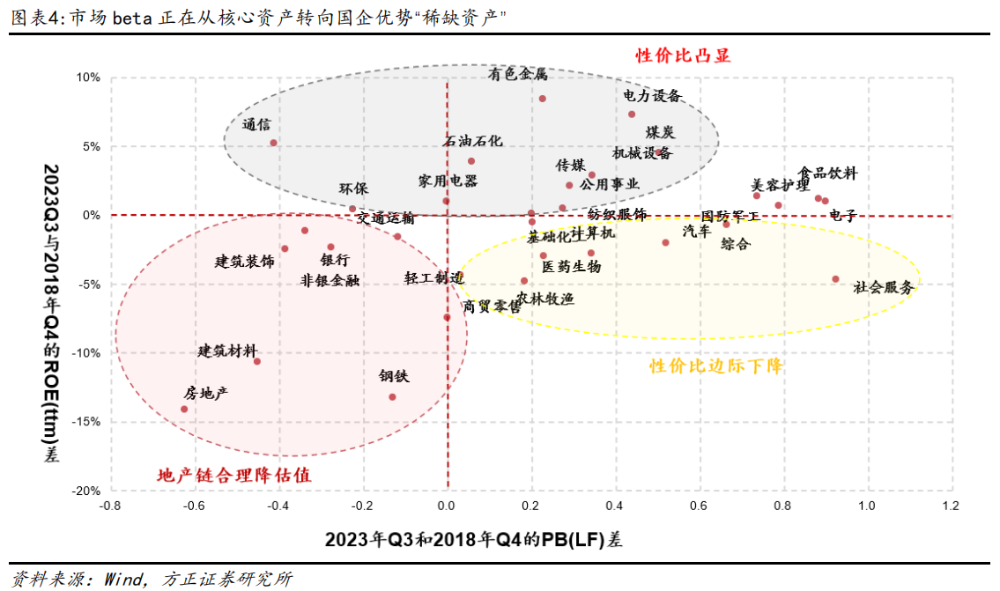 图表4:市场 beta 正在从核心资产转向国企优势“稀缺资产”
性价比凸显
10%
有色金属
电力设备
通信
煤炭
石油石化
5%
机械设备
传媒
食品饮料
家用电器
公用事业
美容护理
环保
0%
交通运输
纺织服饰
国防军工
电子
基础化工
计算机
汽车
综合
建筑装饰
银行
医药生物
非银金融
轻工制造
-5%
社会服务
商贸零售
农林牧渔
建筑材料
-10%
性价比边际下降
钢铁
房地产
-15%
地产链合理降估值
-20%
-0.8
-0.6
-0.4
-0.2
0.0
0.2
0.4
0.6
0.8
1.0
1.2
2023Q3与2018年Q4的ROE(ttm)差
2023年Q3和2018年Q4的PB(LF)差
资料来源：Wind，方正证券研究所